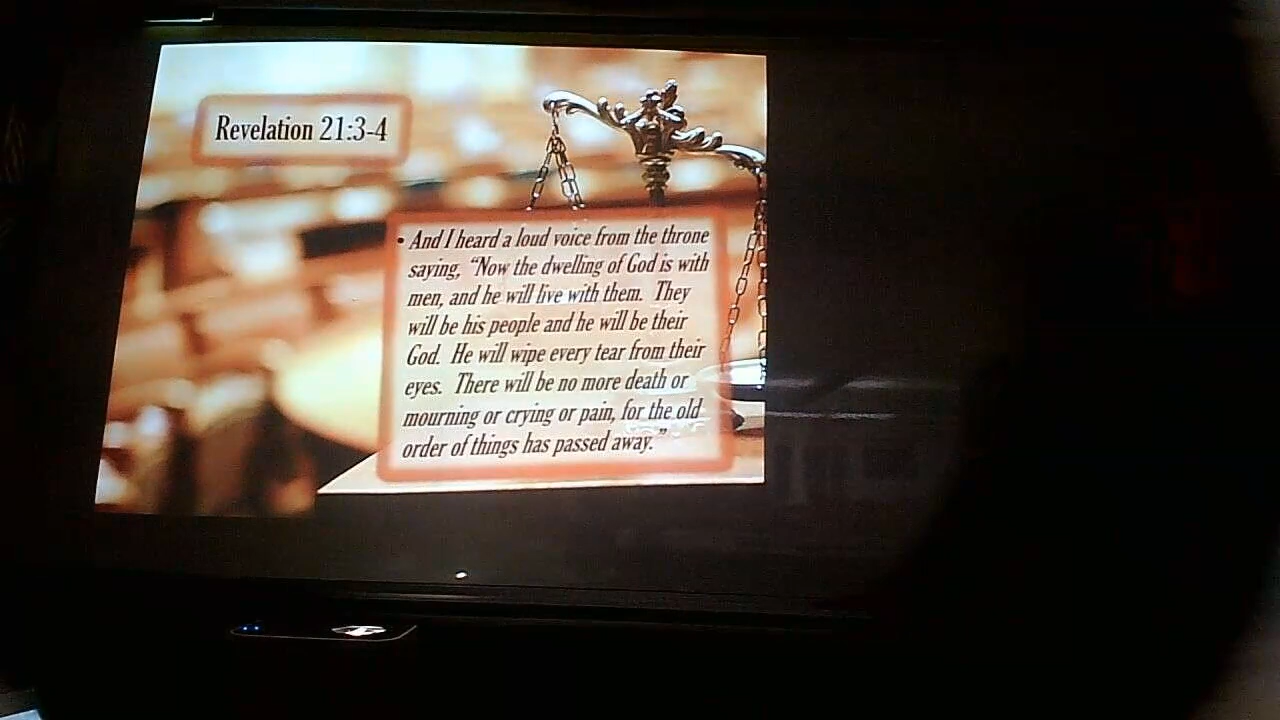 Revelation 21:3-4
• And I heard a loud voice from the throne
saying, “Now the dwelling of God is with
men, and he will live with them.  They
will be his people and he will be their
God.  He will wipe every tear from their
eyes.  There will be no more death or
mourning or crying or pain, for the old
order of things has passed away.”